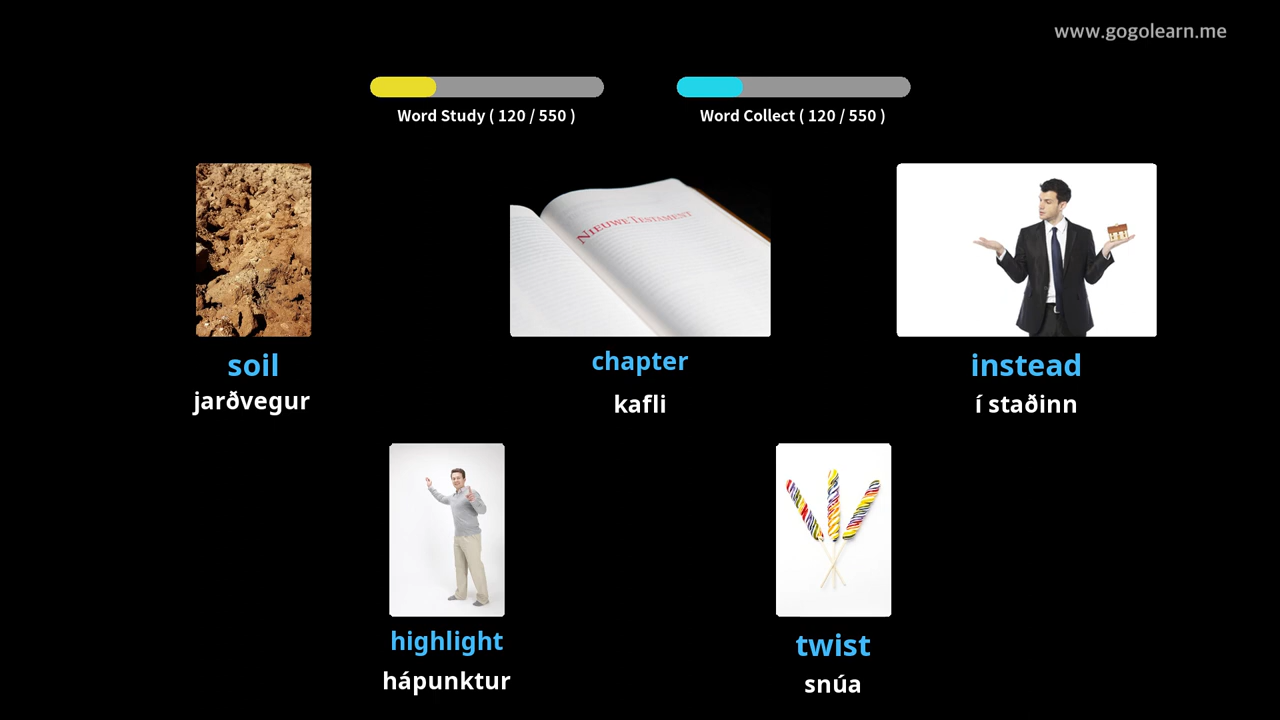 www.gogolearn.me
Word Study ( 120 / 550 )
Word Collect ( 120 / 550 )
NIEUWE TESTAMENT
soil
jarðvegur
chapter
kafli
instead
í staðinn
highlight
hápunktur
twist
snúa